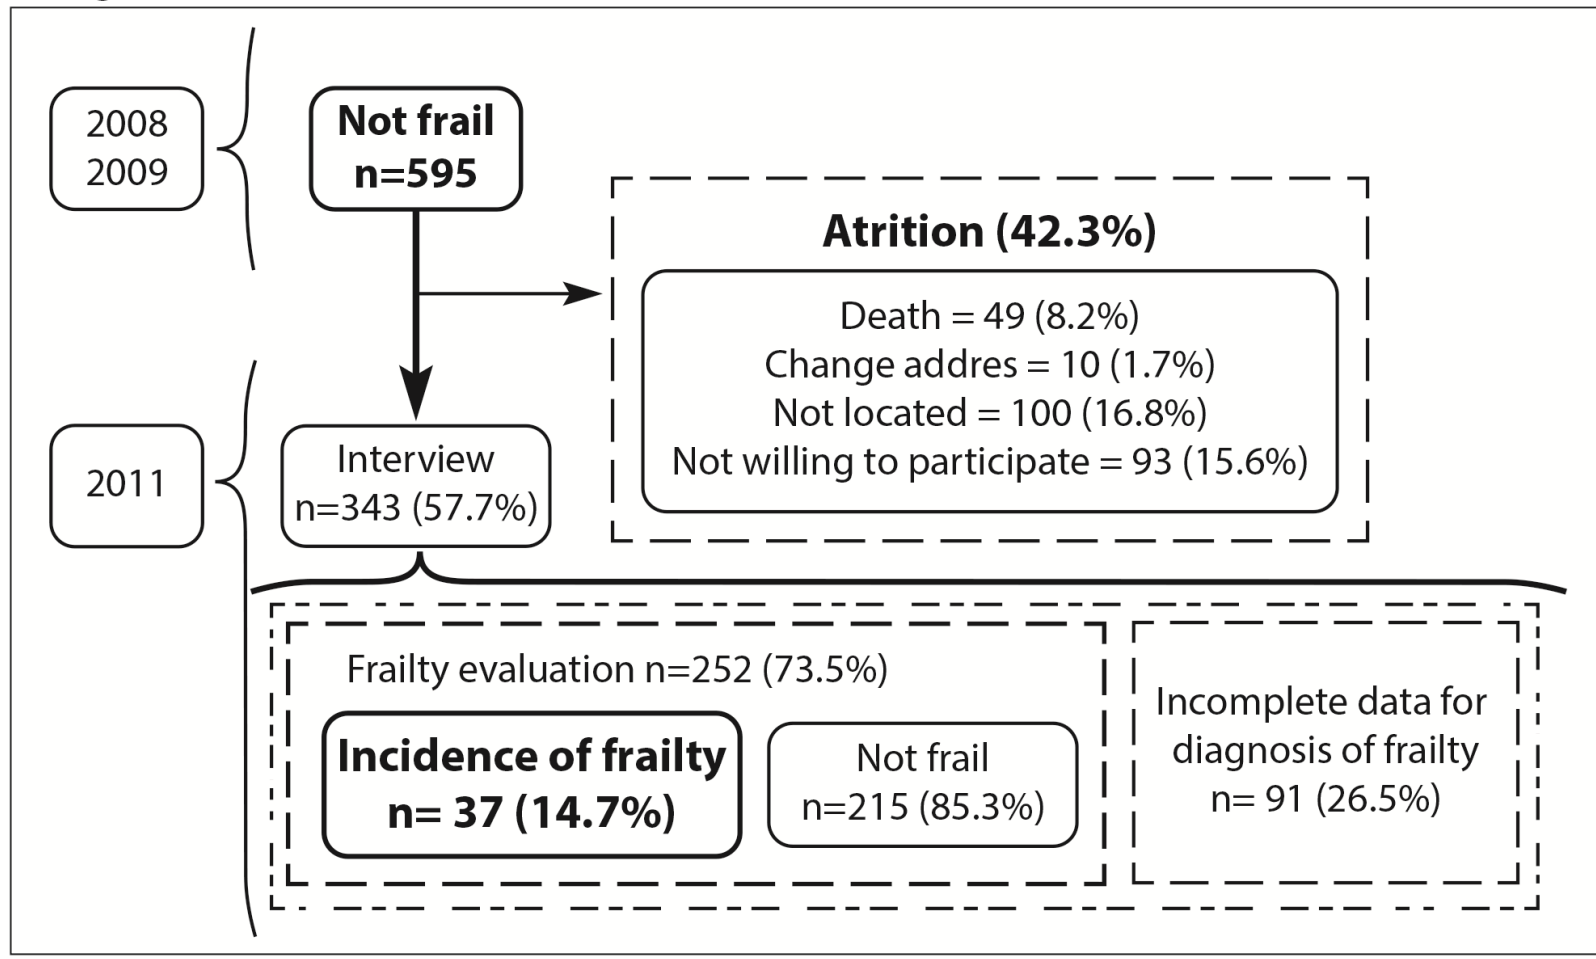 2008
2009
Not frail
n=595
Atrition (42.3%)
Death = 49 (8.2%)
Change addres = 10 (1.7%)
Not located = 100 (16.8%)
Not willing to participate = 93 (15.6%)
2011
Interview
n=343 (57.7%)
Frailty evaluation n=252 (73.5%)
Incidence of frailty
n= 37 (14.7%)
Not frail
n=215 (85.3%)
Incomplete data for
diagnosis of frailty
n= 91 (26.5%)